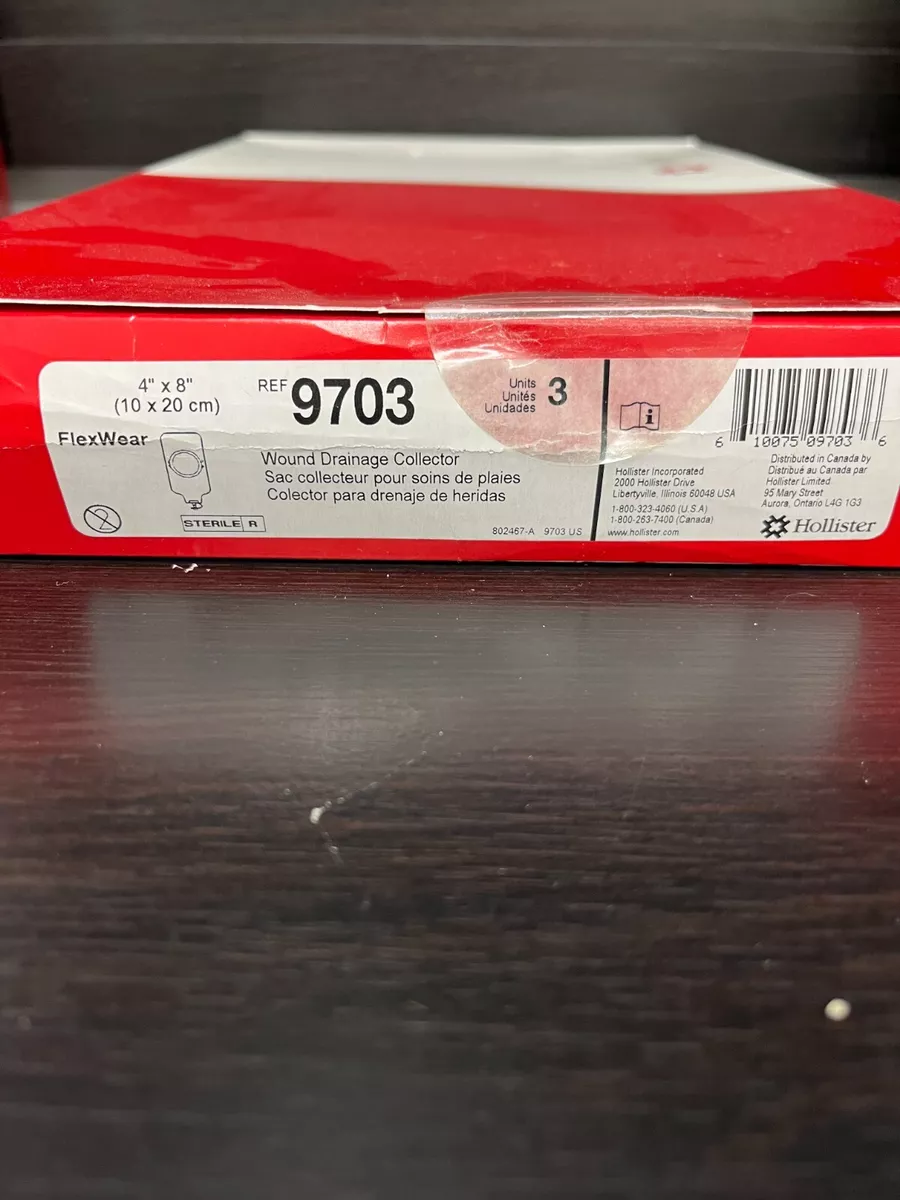 4" x 8"
(10 x 20 cm)
FlexWear
STERILE R
REF 9703
Wound Drainage Collector
Sac collecteur pour soins de plaies
Colector para drenaje de heridas
Units
Unités
Unidades
3
802467-A 9703 US
i
Hollister Incorporated
2000 Hollister Drive
Libertyville, Illinois 60048 USA
1-800-323-4060 (U.S.A)
1-800-263-7400 (Canada)
www.hollister.com
6 10075 09703 6
Distributed in Canada by
Distribué au Canada par
Hollister Limited
95 Mary Street
Aurora, Ontario L4G 1G3
Hollister